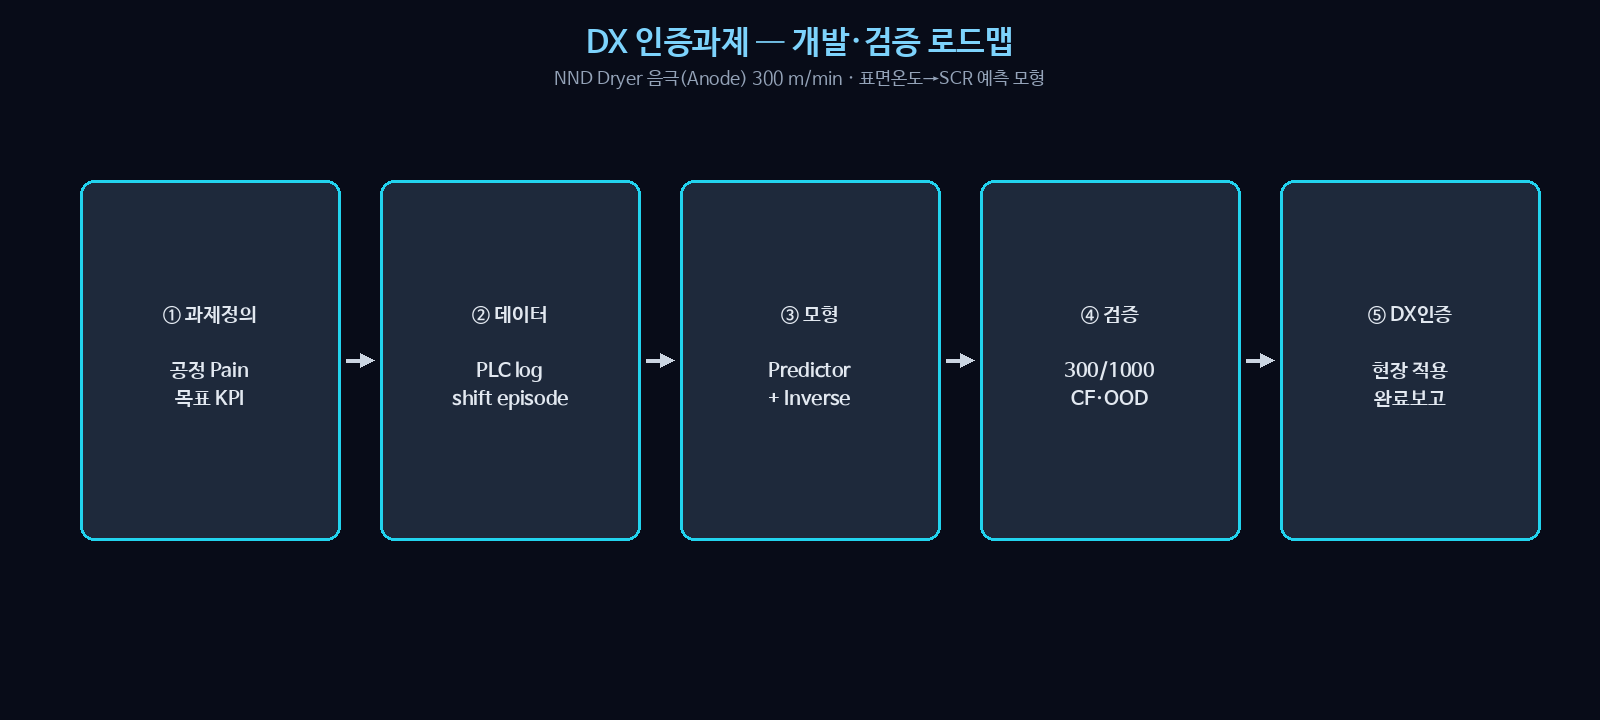 DX 인증과제 — 개발·검증 로드맵
NND Dryer 음극(Anode) 300 m/min · 표면온도→SCR 예측 모형
① 과제정의
공정 Pain
목표 KPI
② 데이터
PLC log
shift episode
③ 모형
Predictor
+ Inverse
④ 검증
300/1000
CF·OOD
⑤ DX인증
현장 적용
완료보고